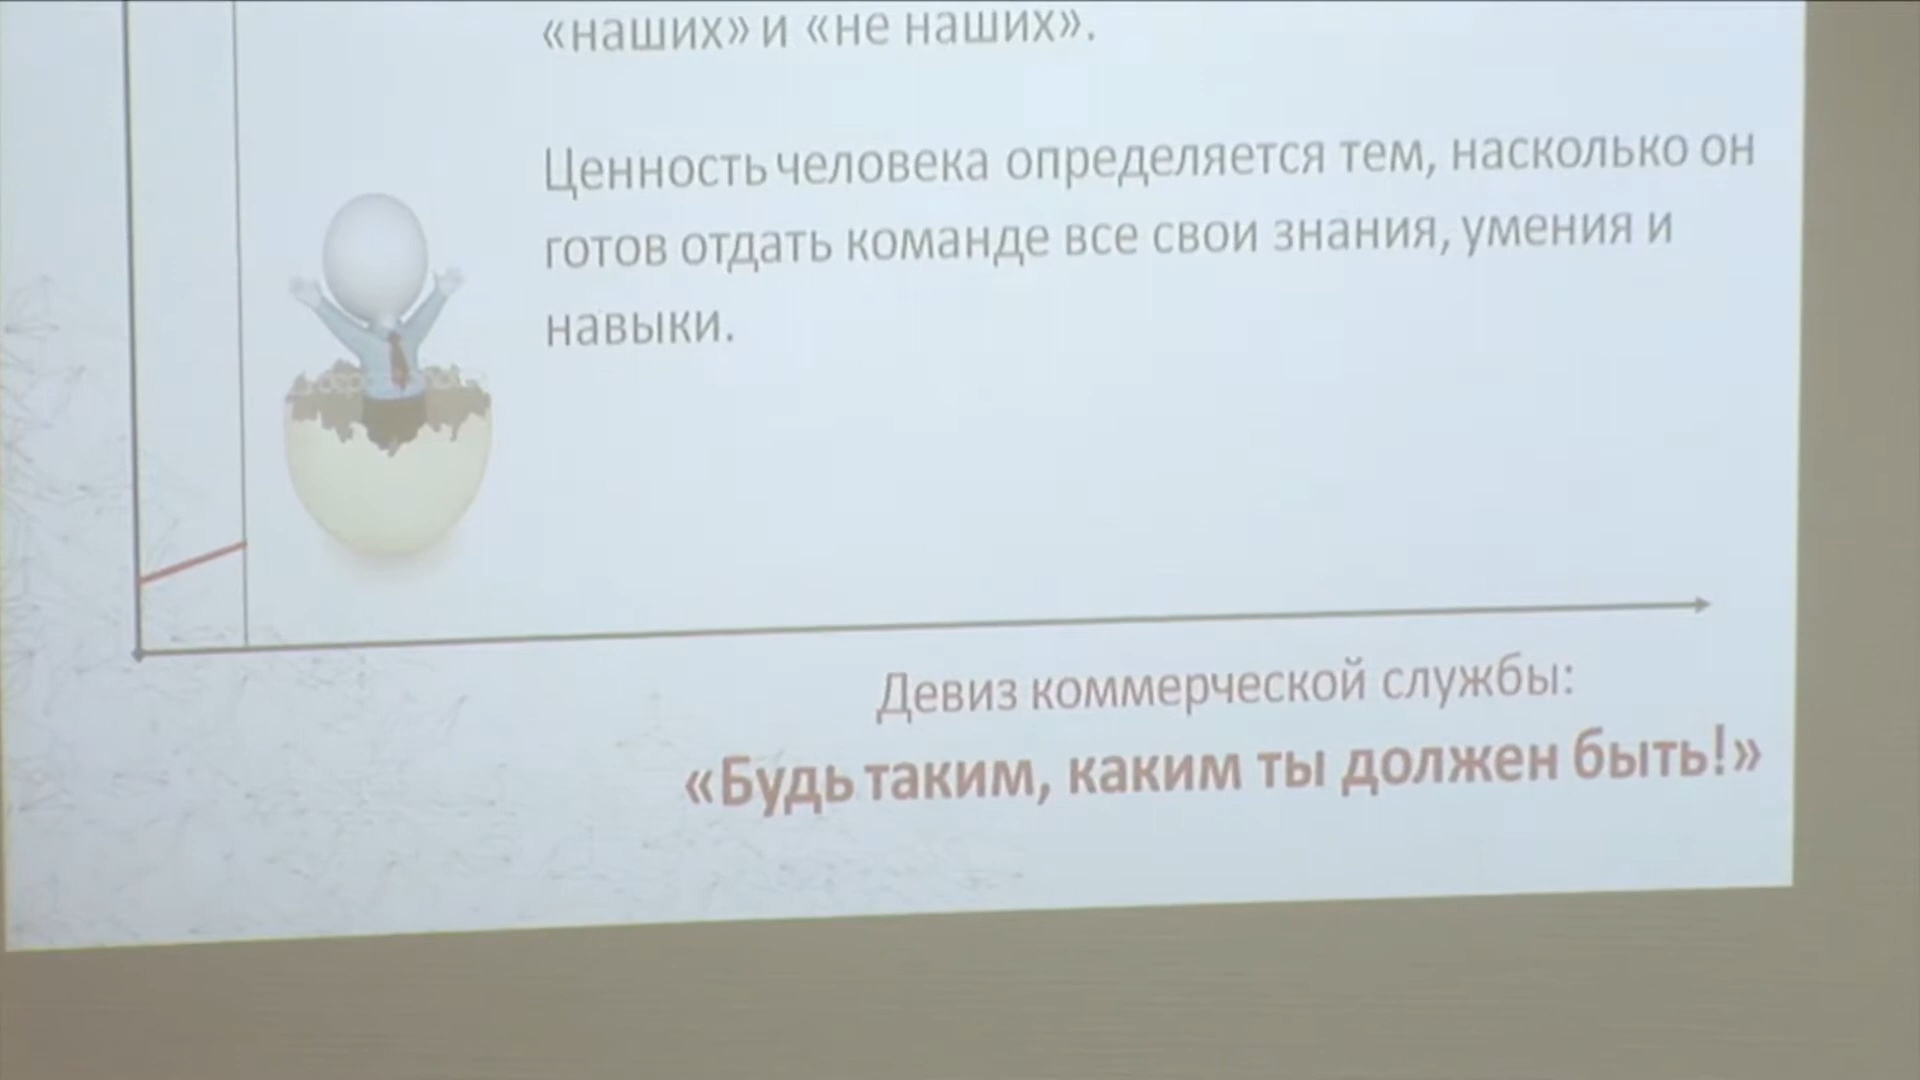 «наших» и «не наших».
Ценность человека определяется тем, насколько он
готов отдать команде все свои знания, умения и
навыки.
Девиз коммерческой службы:
«Будь таким, каким ты должен быть!»